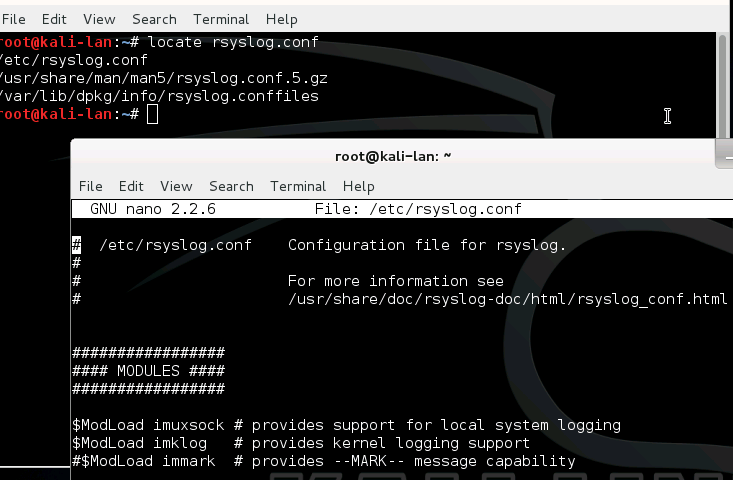 File Edit View Search Terminal Help
root@kali-lan:~# locate rsyslog.conf
/etc/rsyslog.conf
/usr/share/man/man5/rsyslog.conf.5.gz
/var/lib/dpkg/info/rsyslog.conffiles
root@kali-lan:~#
root@kali-lan: ~
File Edit View Search Terminal Help
GNU nano 2.2.6 File: /etc/rsyslog.conf
# /etc/rsyslog.conf Configuration file for rsyslog.
#
# For more information see
# /usr/share/doc/rsyslog-doc/html/rsyslog_conf.html
#################
#### MODULES ####
#################
$ModLoad imuxsock # provides support for local system logging
$ModLoad imklog # provides kernel logging support
#$ModLoad immark # provides --MARK-- message capability